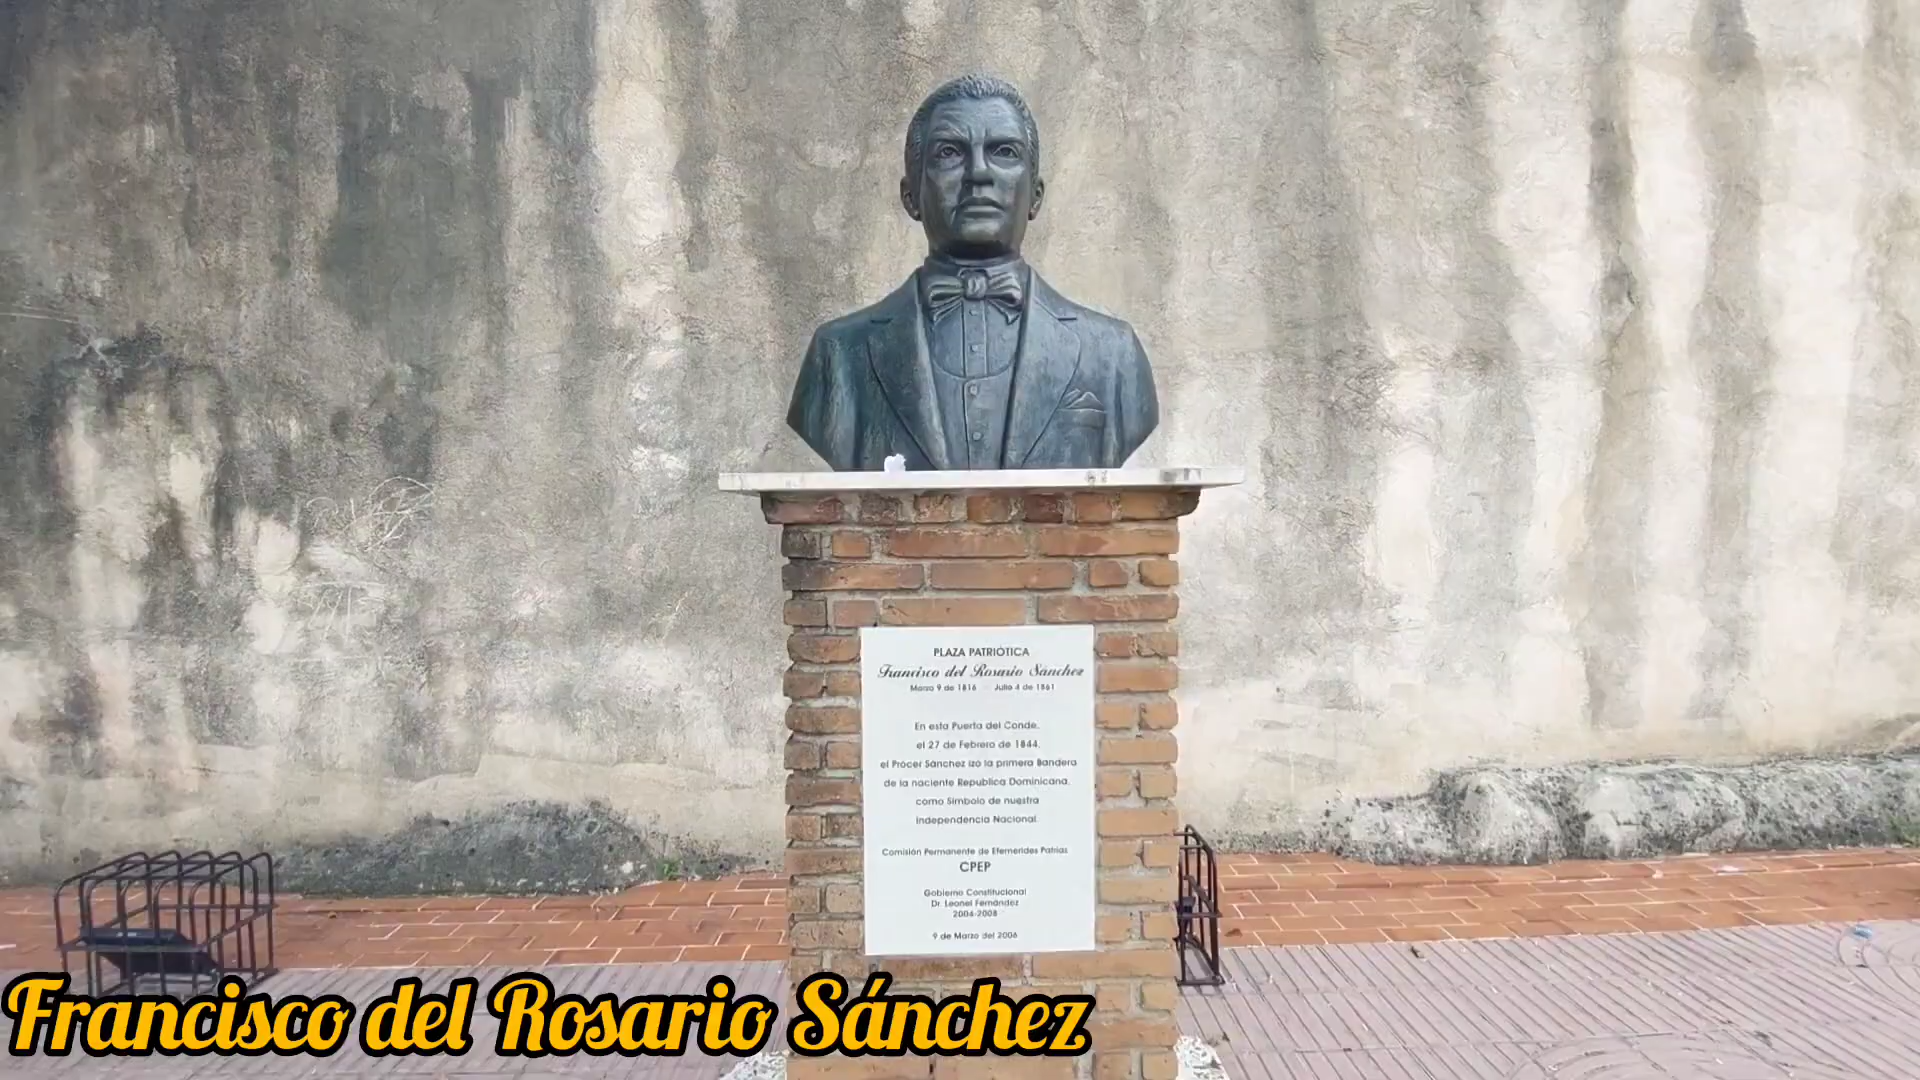 PLAZA PATRIÓTICA
Francisco del Rosario Sánchez
Marzo 9 de 1816 Julio 4 de 1861
En esta Puerta del Conde,
el 27 de Febrero de 1844,
el Prócer Sánchez izo la primera Bandera
de la naciente Republica Dominicana,
como Simbolo de nuestra
Independencia Nacional.
Comisión Permanente de Efemerides Patrias
CPEP
Gobierno Constitucional
Dr. Leonel Fernández
2004-2008
9 de Marzo del 2006
Francisco del Rosario Sánchez